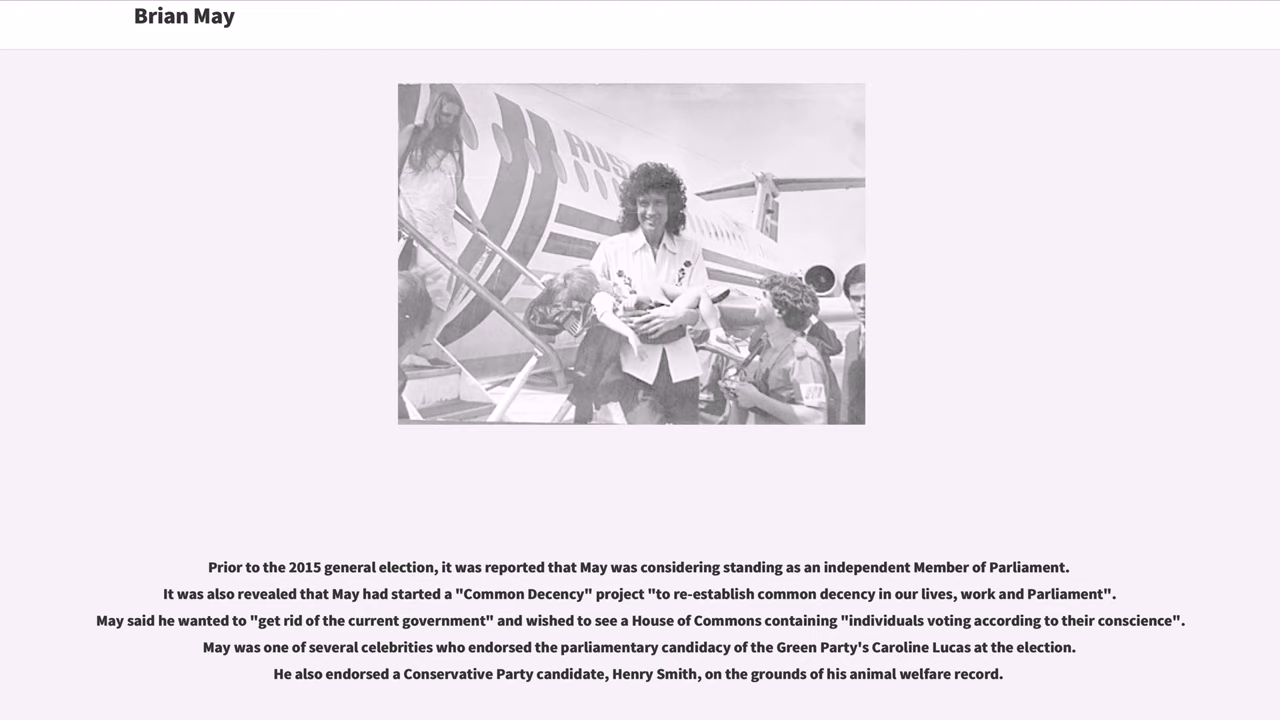 Brian May
AUS
Prior to the 2015 general election, it was reported that May was considering standing as an independent Member of Parliament.
It was also revealed that May had started a "Common Decency" project "to re-establish common decency in our lives, work and Parliament".
May said he wanted to "get rid of the current government" and wished to see a House of Commons containing "individuals voting according to their conscience".
May was one of several celebrities who endorsed the parliamentary candidacy of the Green Party's Caroline Lucas at the election.
He also endorsed a Conservative Party candidate, Henry Smith, on the grounds of his animal welfare record.